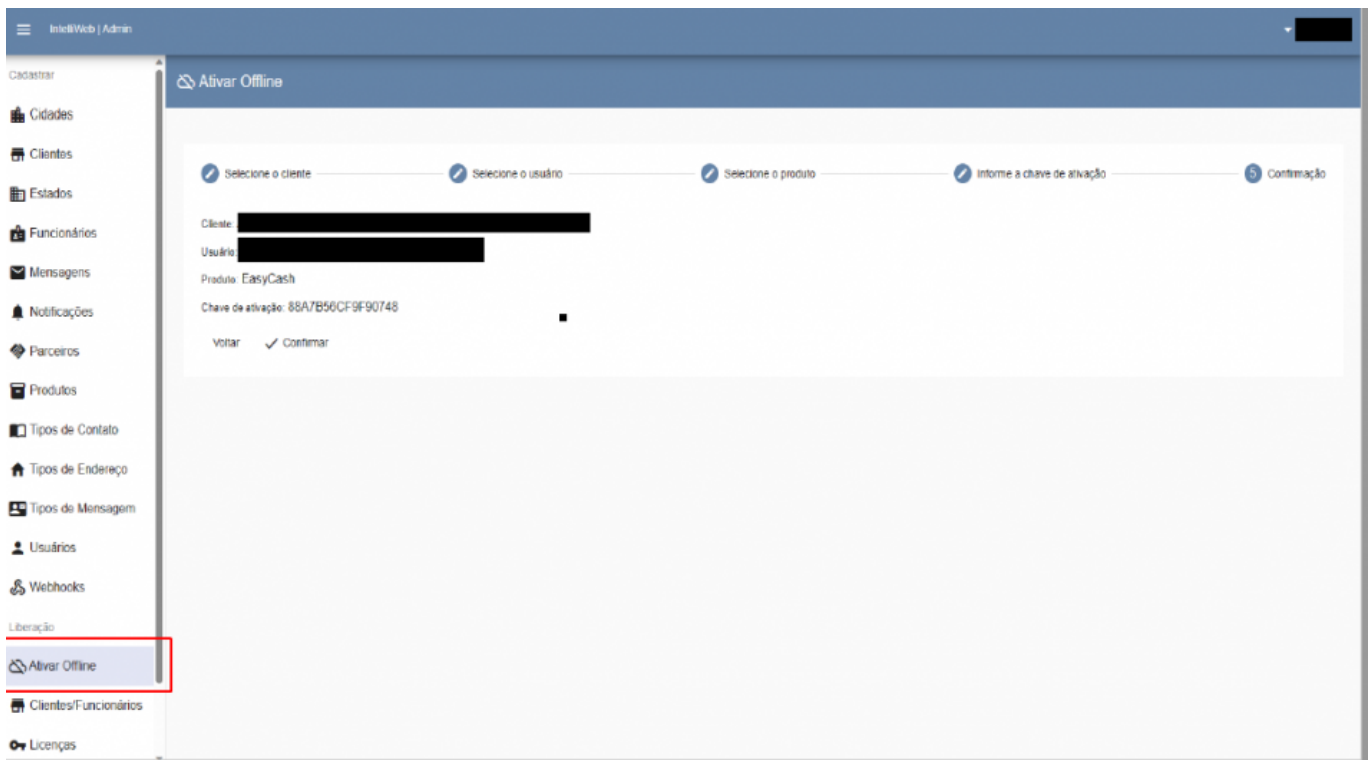 IntelliWeb | Admin
Cadastrar
Cidades
Clientes
Estados
Funcionários
Mensagens
Notificações
Parceiros
Produtos
Tipos de Contato
Tipos de Endereço
Tipos de Mensagem
Usuários
Webhooks
Liberação
Ativar Offline
Clientes/Funcionários
Licenças
Ativar Offline
Selecione o cliente
Selecione o usuário
Selecione o produto
Informe a chave de ativação
5 Confirmação
Cliente:
Usuário:
Produto: EasyCash
Chave de ativação: 88A7B56CF9F90748
Voltar Confirmar